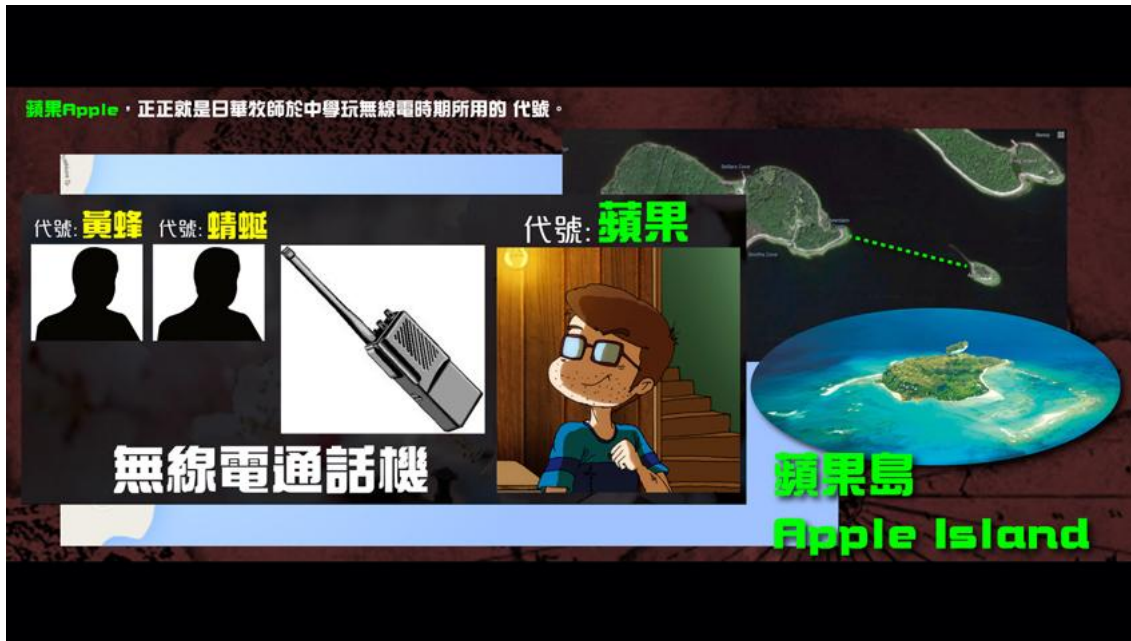 蘋果Apple，正正就是日華牧師於中學玩無線電時期所用的 代號。
代號: 黃蜂
代號: 蜻蜓
代號: 蘋果
無線電通話機
蘋果島
Apple Island